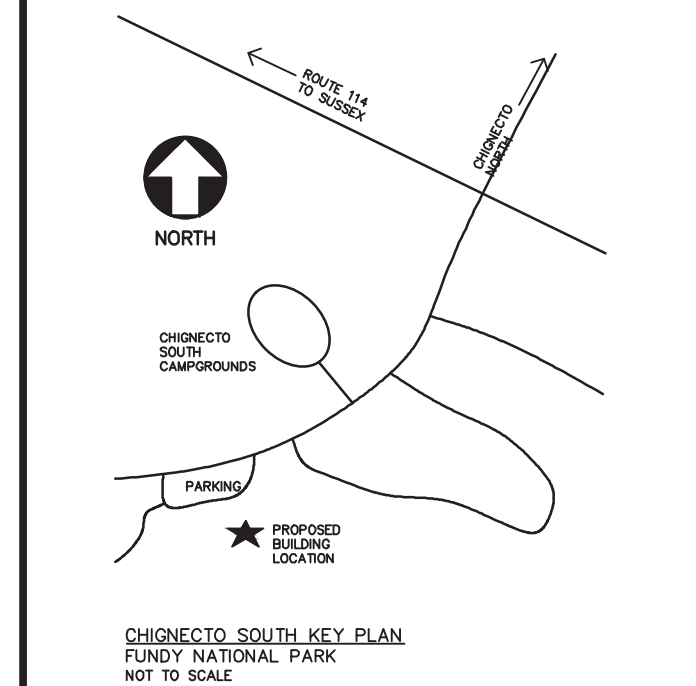 ROUTE 114
TO SUSSEX
CHIGNECTO
NORTH
NORTH
CHIGNECTO
SOUTH
CAMPGROUNDS
PARKING
PROPOSED
BUILDING
LOCATION
CHIGNECTO SOUTH KEY PLAN
FUNDY NATIONAL PARK
NOT TO SCALE